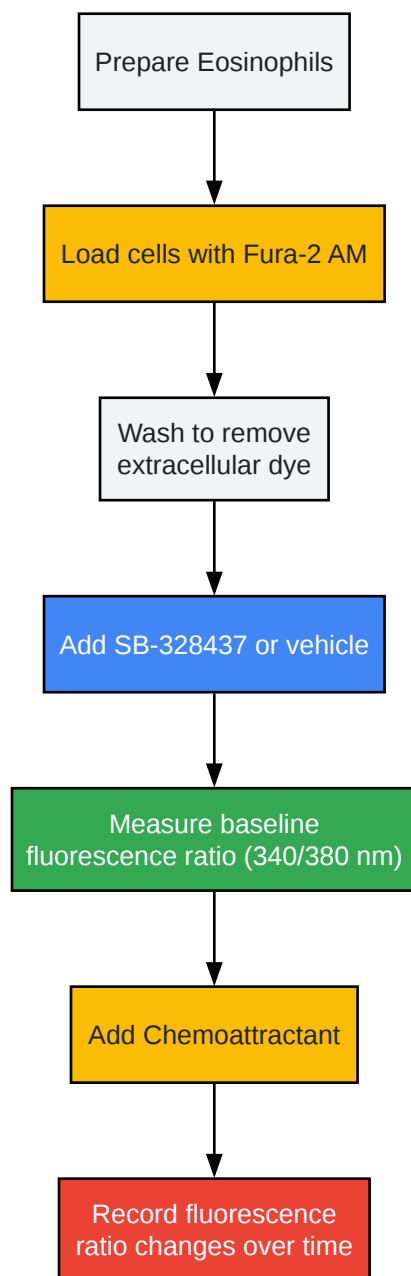 Prepare Eosinophils
Load cells with Fura-2 AM
Wash to remove
extracellular dye
Add SB-328437 or vehicle
Measure baseline
fluorescence ratio (340/380 nm)
Add Chemoattractant
Record fluorescence
ratio changes over time